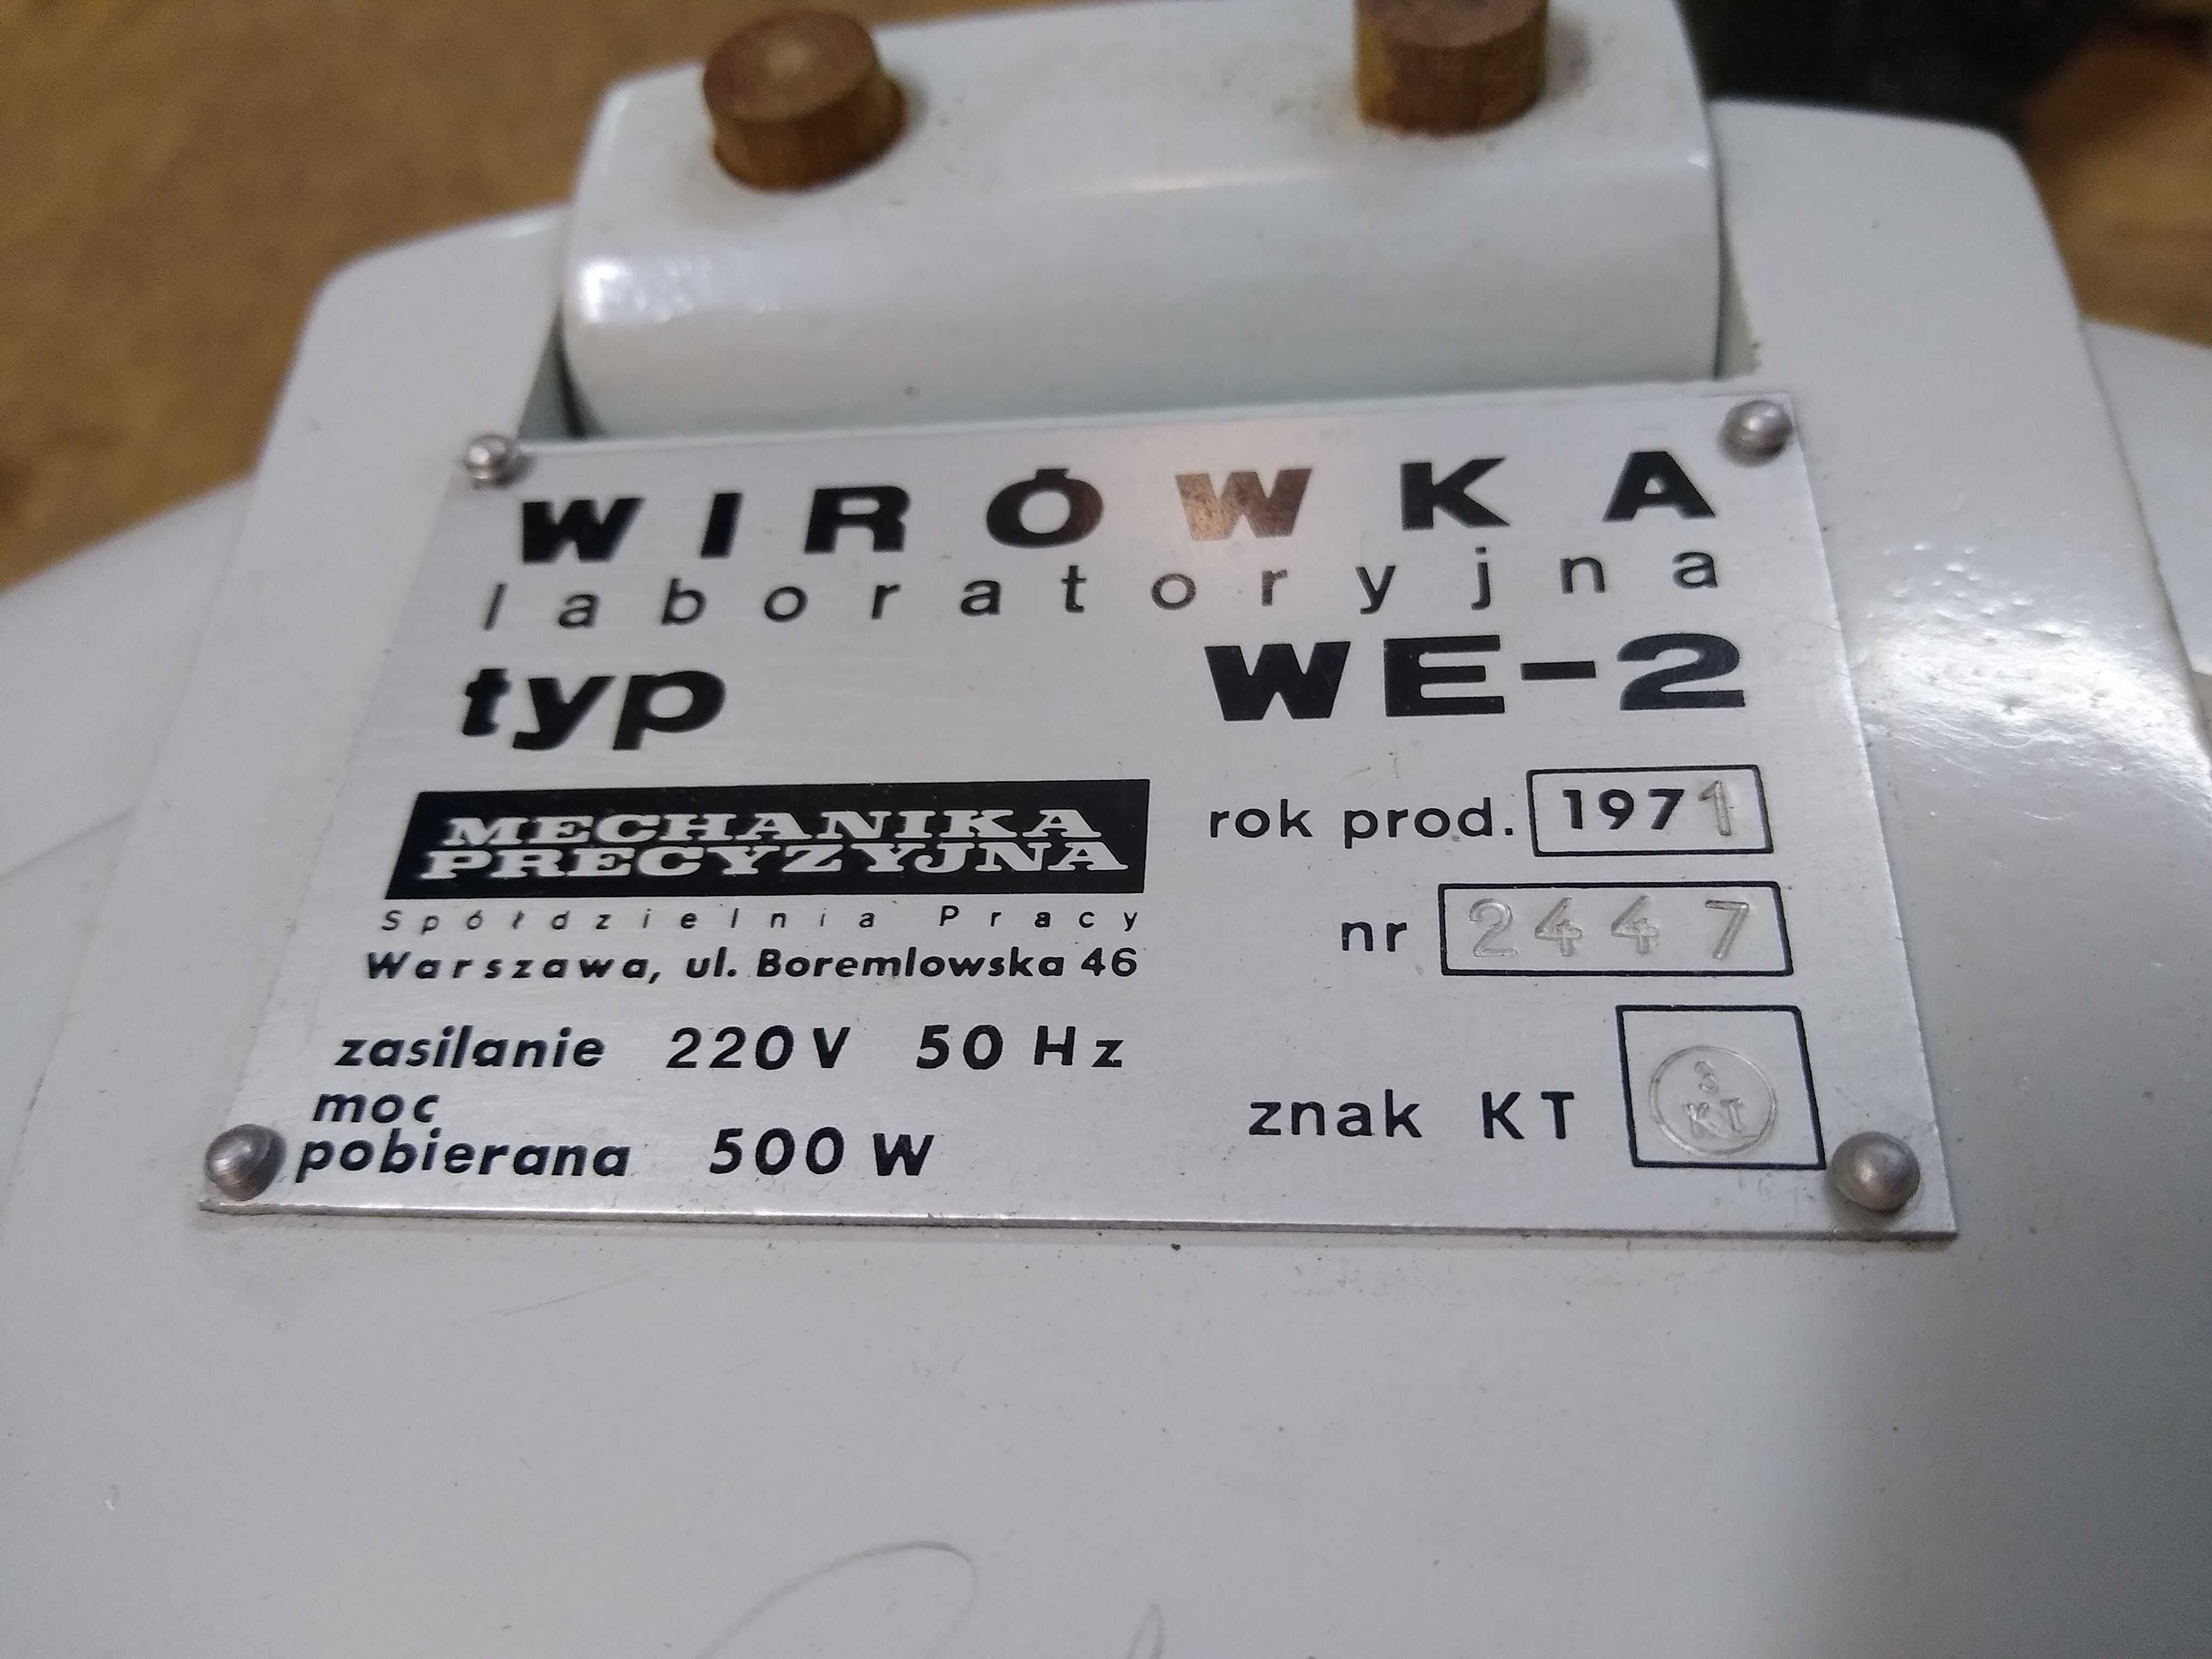 WIRÓWKA
laboratoryjna
typ WE-2
MECHANIKA
PRECYZYJNA
Spółdzielnia Pracy
Warszawa, ul. Boremlowska 46
zasilanie 220V 50 Hz
moc
pobierana 500 W
rok prod. 1971
nr 2447
znak KT
3
KT